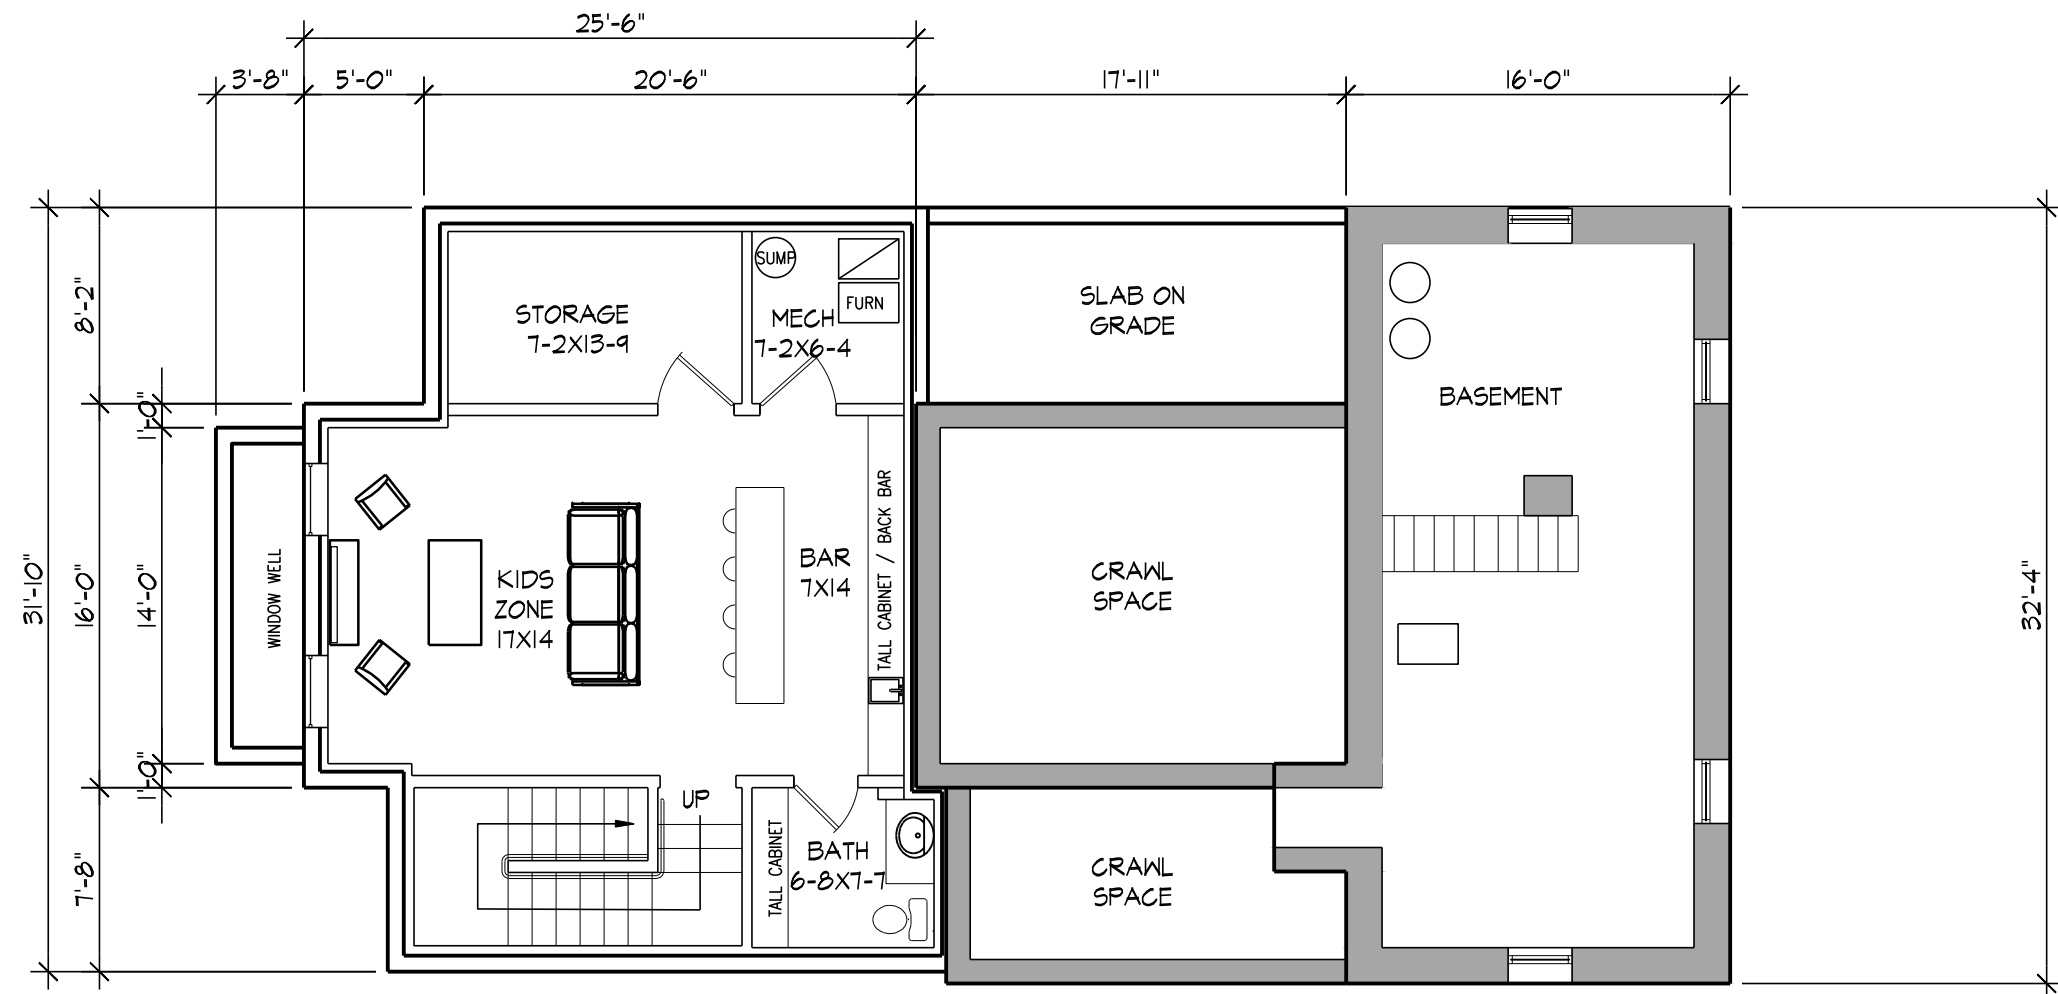 25'-6"
3'-8"
5'-0"
20'-6"
17'-11"
16'-0"
31'-10"
8'-2"
16'-0"
7'-8"
1'-0"
14'-0"
1'-0"
32'-4"
STORAGE
7-2X13-9
SUMP
FURN
MECH
7-2X6-4
SLAB ON
GRADE
BASEMENT
WINDOW WELL
KIDS
ZONE
17X14
BAR
7X14
TALL CABINET / BACK BAR
CRAWL
SPACE
UP
TALL CABINET
BATH
6-8X7-7
CRAWL
SPACE